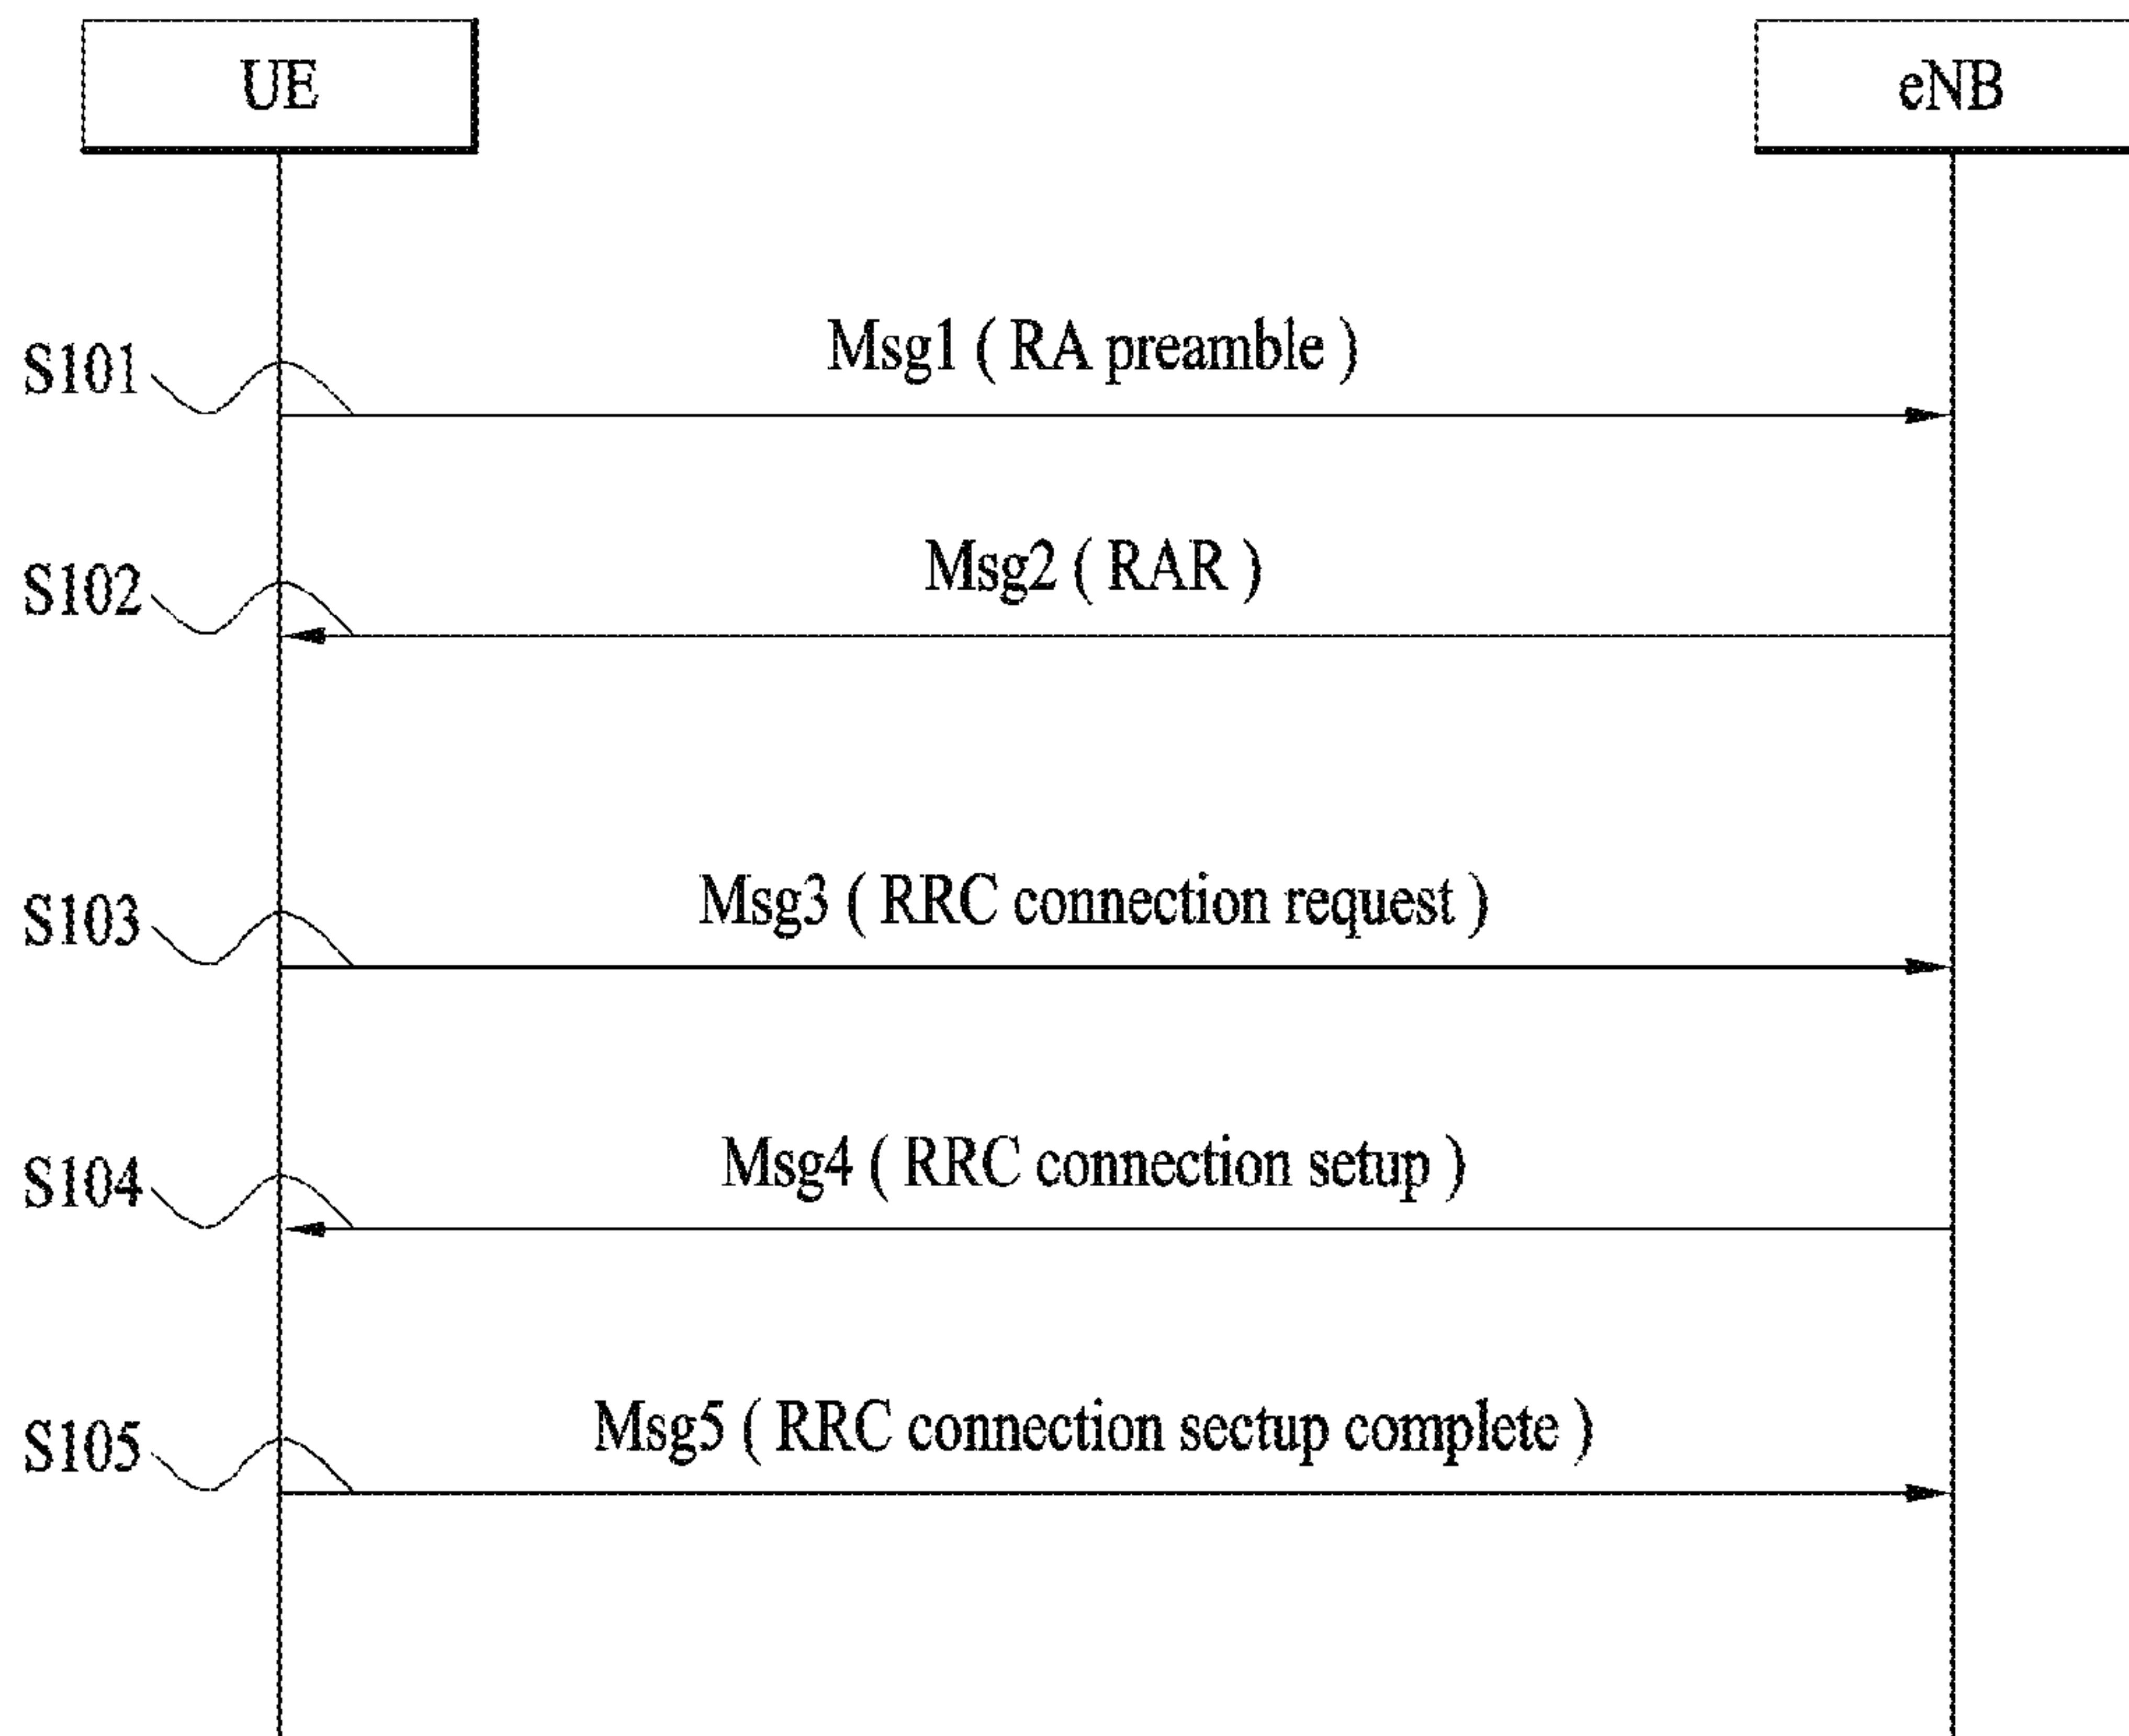 UE
eNB
Msg1 ( RA preamble )
S101
Msg2 ( RAR )
S102
Msg3 ( RRC connection request )
S103
Msg4 ( RRC connection setup )
S104
Msg5 ( RRC connection sectup complete )
S105